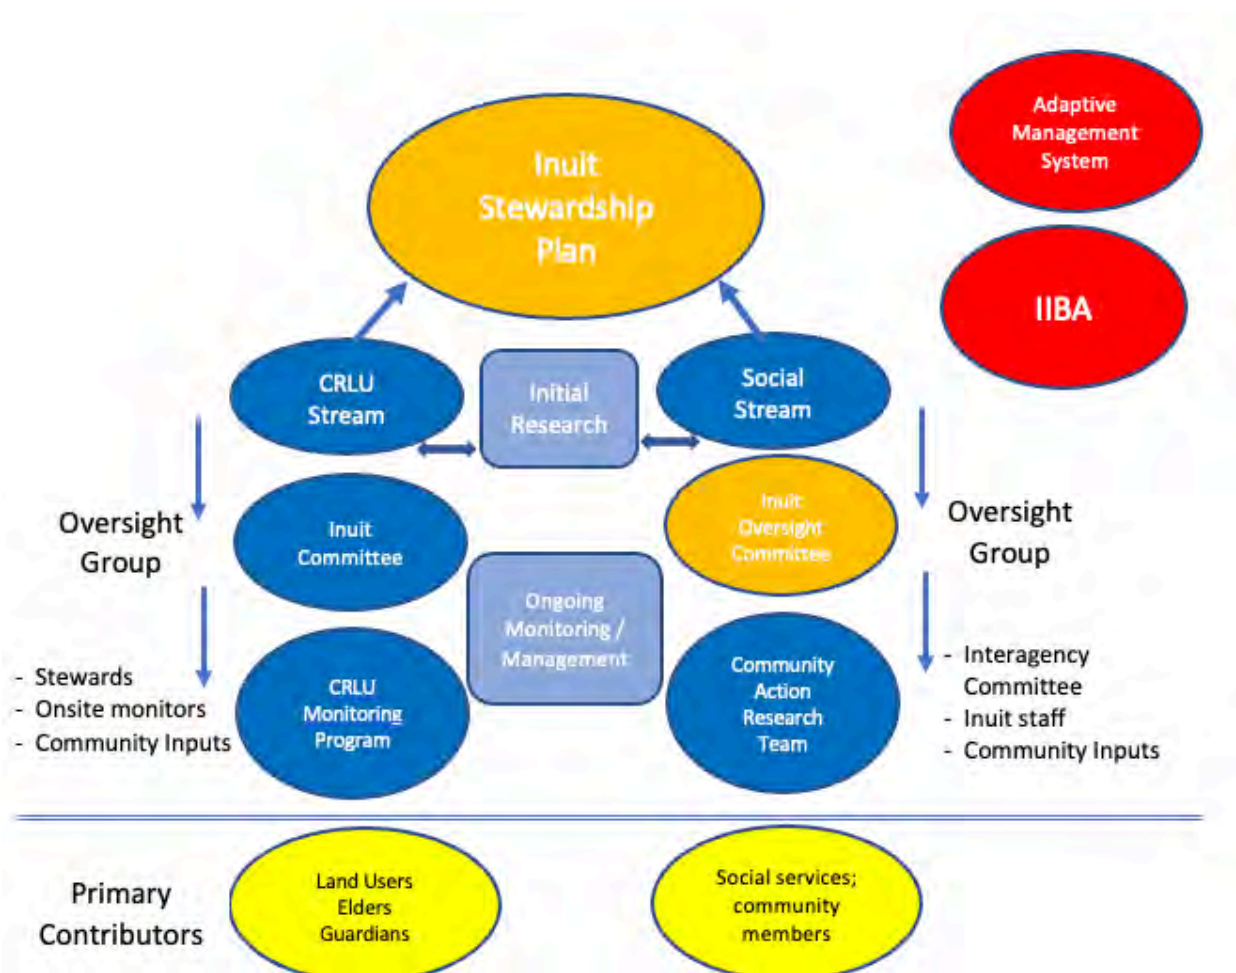 Adaptive
Management
System
Inuit
Stewardship
Plan
IIBA
CRLU
Stream
Initial
Research
Social
Stream
Oversight
Group
Inuit
Committee
Inuit
Oversight
Committee
Oversight
Group
Ongoing
Monitoring /
Management
- Stewards
- Onsite monitors
- Community Inputs
CRLU
Monitoring
Program
Community
Action
Research
Team
- Interagency
Committee
- Inuit staff
- Community Inputs
Primary
Contributors
Land Users
Elders
Guardians
Social services;
community
members